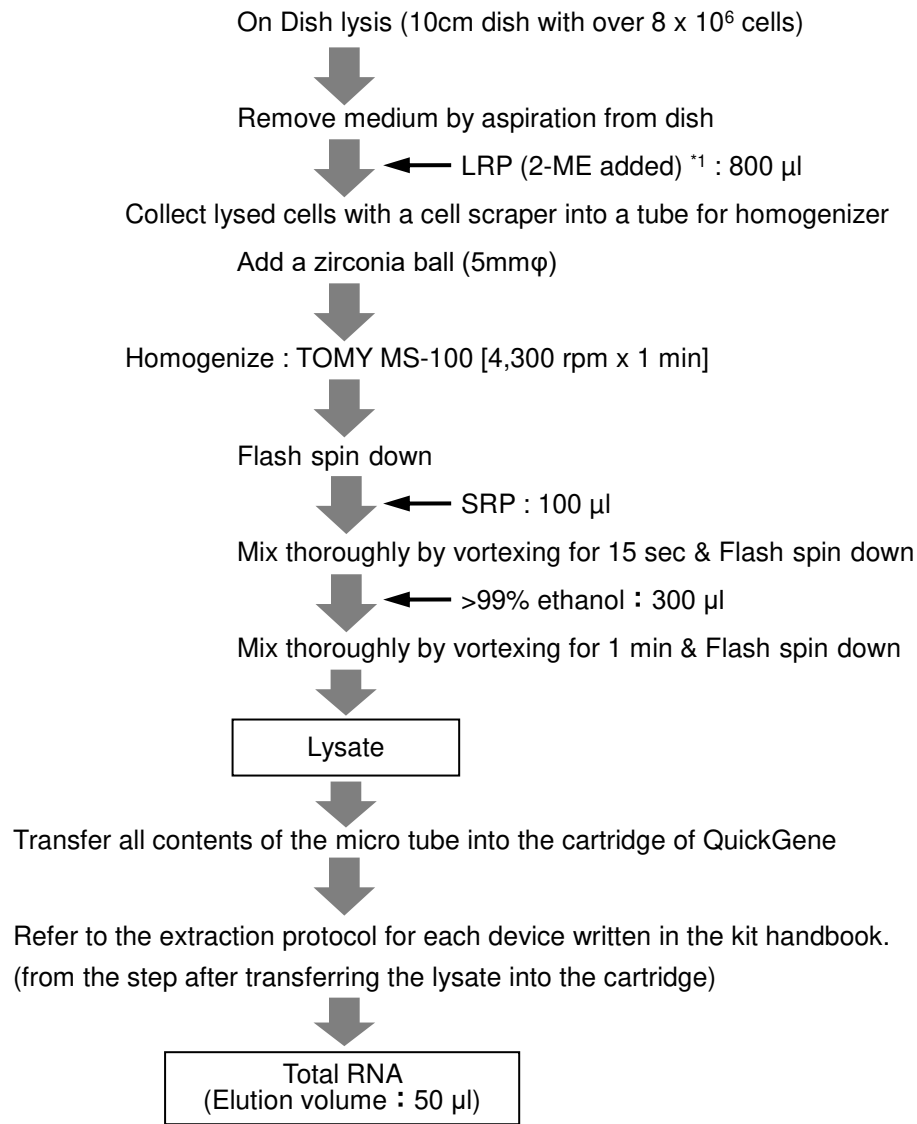 On Dish lysis (10cm dish with over 8 x 10⁶ cells)
Remove medium by aspiration from dish
LRP (2-ME added) *1 : 800 µl
Collect lysed cells with a cell scraper into a tube for homogenizer
Add a zirconia ball (5mmφ)
Homogenize : TOMY MS-100 [4,300 rpm x 1 min]
Flash spin down
SRP : 100 µl
Mix thoroughly by vortexing for 15 sec & Flash spin down
>99% ethanol：300 µl
Mix thoroughly by vortexing for 1 min & Flash spin down
Lysate
Transfer all contents of the micro tube into the cartridge of QuickGene
Refer to the extraction protocol for each device written in the kit handbook.
(from the step after transferring the lysate into the cartridge)
Total RNA
(Elution volume：50 µl)